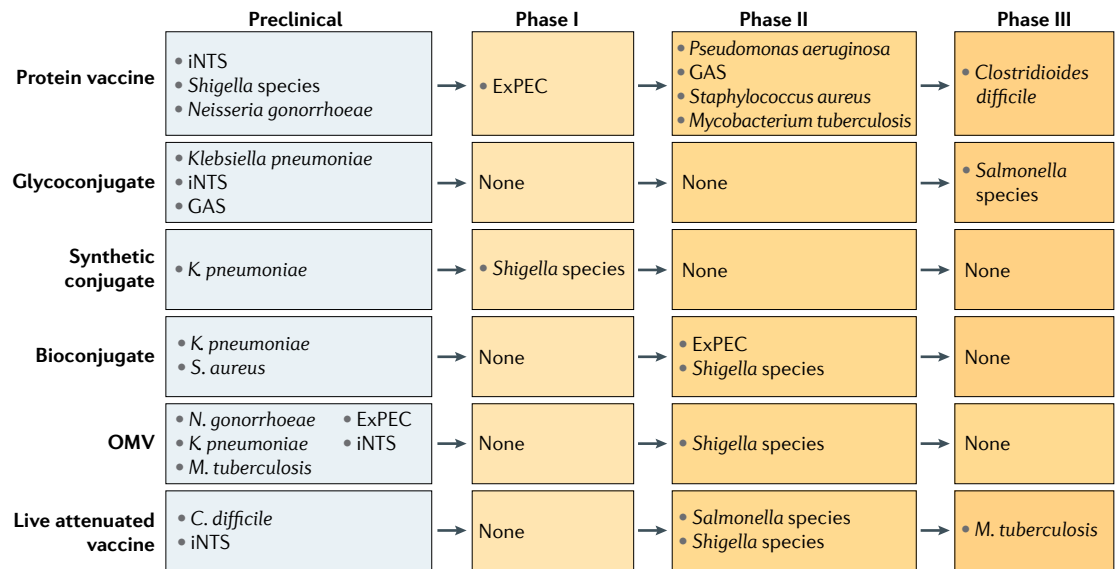 Preclinical Phase I Phase II Phase III
Protein vaccine
• iNTS
• Shigella species
• Neisseria gonorrhoeae
• ExPEC
• Pseudomonas aeruginosa
• GAS
• Staphylococcus aureus
• Mycobacterium tuberculosis
• Clostridioides
difficile
Glycoconjugate
• Klebsiella pneumoniae
• iNTS
• GAS
None
None
• Salmonella
species
Synthetic
conjugate
• K. pneumoniae
• Shigella species
None
None
Bioconjugate
• K. pneumoniae
• S. aureus
None
• ExPEC
• Shigella species
None
OMV
• N. gonorrhoeae • ExPEC
• K. pneumoniae • iNTS
• M. tuberculosis
None
• Shigella species
None
Live attenuated
vaccine
• C. difficile
• iNTS
None
• Salmonella species
• Shigella species
• M. tuberculosis